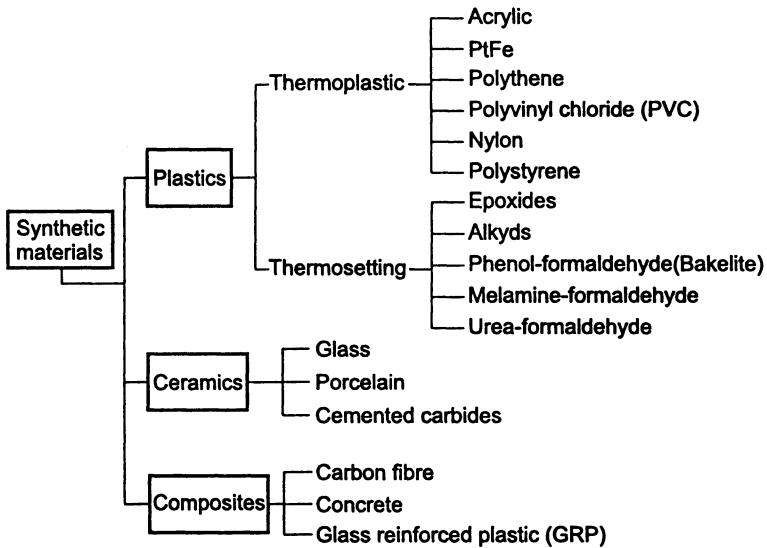 Synthetic
materials
Plastics
Thermoplastic
Acrylic
PtFe
Polythene
Polyvinyl chloride (PVC)
Nylon
Polystyrene
Thermosetting
Epoxides
Alkyds
Phenol-formaldehyde(Bakelite)
Melamine-formaldehyde
Urea-formaldehyde
Ceramics
Glass
Porcelain
Cemented carbides
Composites
Carbon fibre
Concrete
Glass reinforced plastic (GRP)